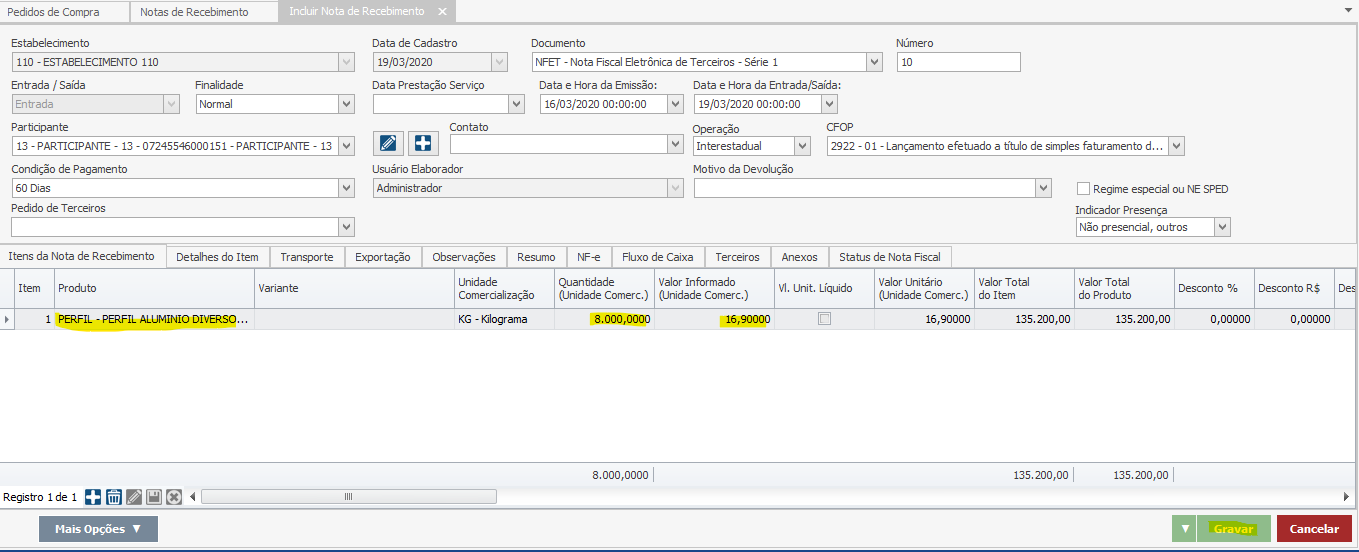 Pedidos de Compra Notas de Recebimento Incluir Nota de Recebimento
Estabelecimento Data de Cadastro Documento Número
110 - ESTABELECIMENTO 110 19/03/2020 NFET - Nota Fiscal Eletrônica de Terceiros - Série 1 10
Entrada / Saída Finalidade Data Prestação Serviço Data e Hora da Emissão: Data e Hora da Entrada/Saída:
Entrada Normal 16/03/2020 00:00:00 19/03/2020 00:00:00
Participante Contato Operação CFOP
13 - PARTICIPANTE - 13 - 07245546000151 - PARTICIPANTE - 13 Interestadual 2922 - 01 - Lançamento efetuado a título de simples faturamento d...
Condição de Pagamento Usuário Elaborador Motivo da Devolução
60 Dias Administrador Regime especial ou NE SPED
Pedido de Terceiros Indicador Presença
Não presencial, outros
Itens da Nota de Recebimento Detalhes do Item Transporte Exportação Observações Resumo NF-e Fluxo de Caixa Terceiros Anexos Status de Nota Fiscal
Item Produto Variante Unidade Comercialização Quantidade (Unidade Comerc.) Valor Informado (Unidade Comerc.) Vl. Unit. Líquido Valor Unitário (Unidade Comerc.) Valor Total do Item Valor Total do Produto Desconto % Desconto R$ Des
1 PERFIL - PERFIL ALUMINIO DIVERSO... KG - Kilograma 8.000,0000 16,90000 16,90000 135.200,00 135.200,00 0,00000 0,00000
8.000,0000 135.200,00 135.200,00
Registro 1 de 1
Mais Opções Gravar Cancelar